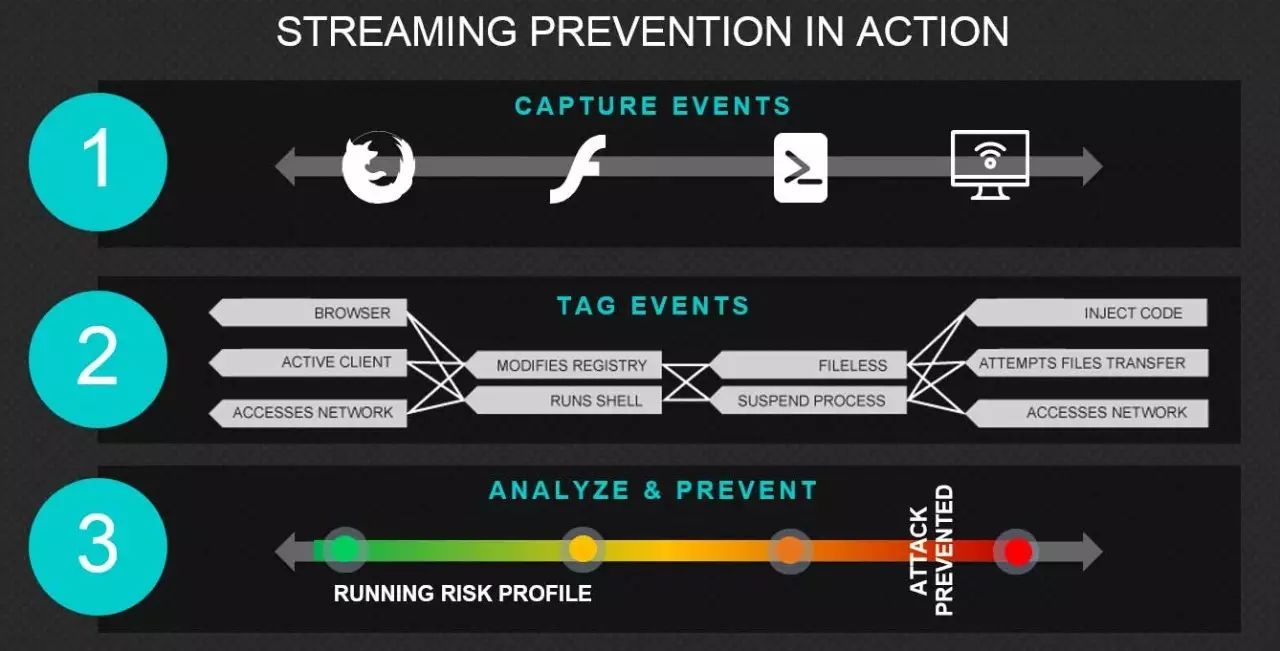 STREAMING PREVENTION IN ACTION
1
CAPTURE EVENTS
2
TAG EVENTS
BROWSER
ACTIVE CLIENT
ACCESSES NETWORK
MODIFIES REGISTRY
RUNS SHELL
FILELESS
SUSPEND PROCESS
INJECT CODE
ATTEMPTS FILES TRANSFER
ACCESSES NETWORK
3
ANALYZE & PREVENT
RUNNING RISK PROFILE
ATTACK
PREVENTED